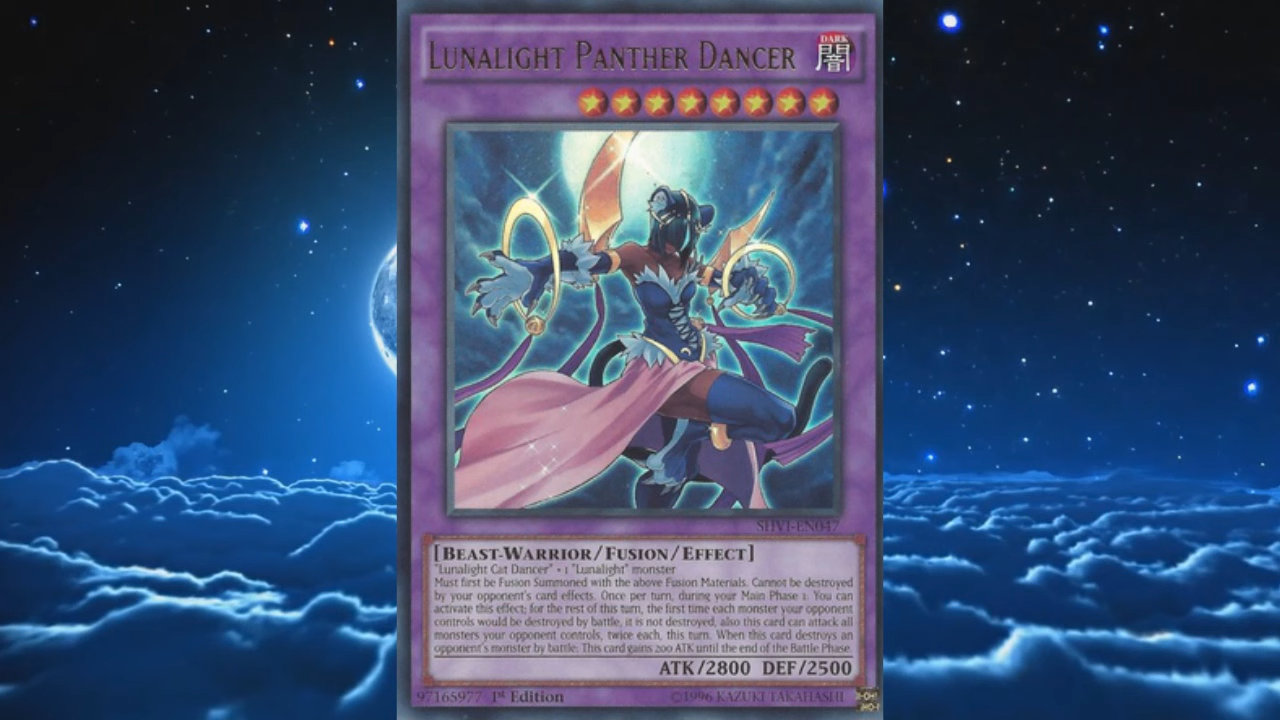 LUNALIGHT PANTHER DANCER
DARK
闇
SHVI-EN047
[BEAST-WARRIOR/FUSION/EFFECT]
"Lunalight Cat Dancer" + 1 "Lunalight" monster
Must first be Fusion Summoned with the above Fusion Materials. Cannot be destroyed
by your opponent's card effects. Once per turn, during your Main Phase 1: You can
activate this effect; for the rest of this turn, the first time each monster your opponent
controls would be destroyed by battle, it is not destroyed, also this card can attack all
monsters your opponent controls, twice each, this turn. When this card destroys an
opponent's monster by battle: This card gains 200 ATK until the end of the Battle Phase.
ATK/2800 DEF/2500
97165977 1st Edition ©1996 KAZUKI TAKAHASHI